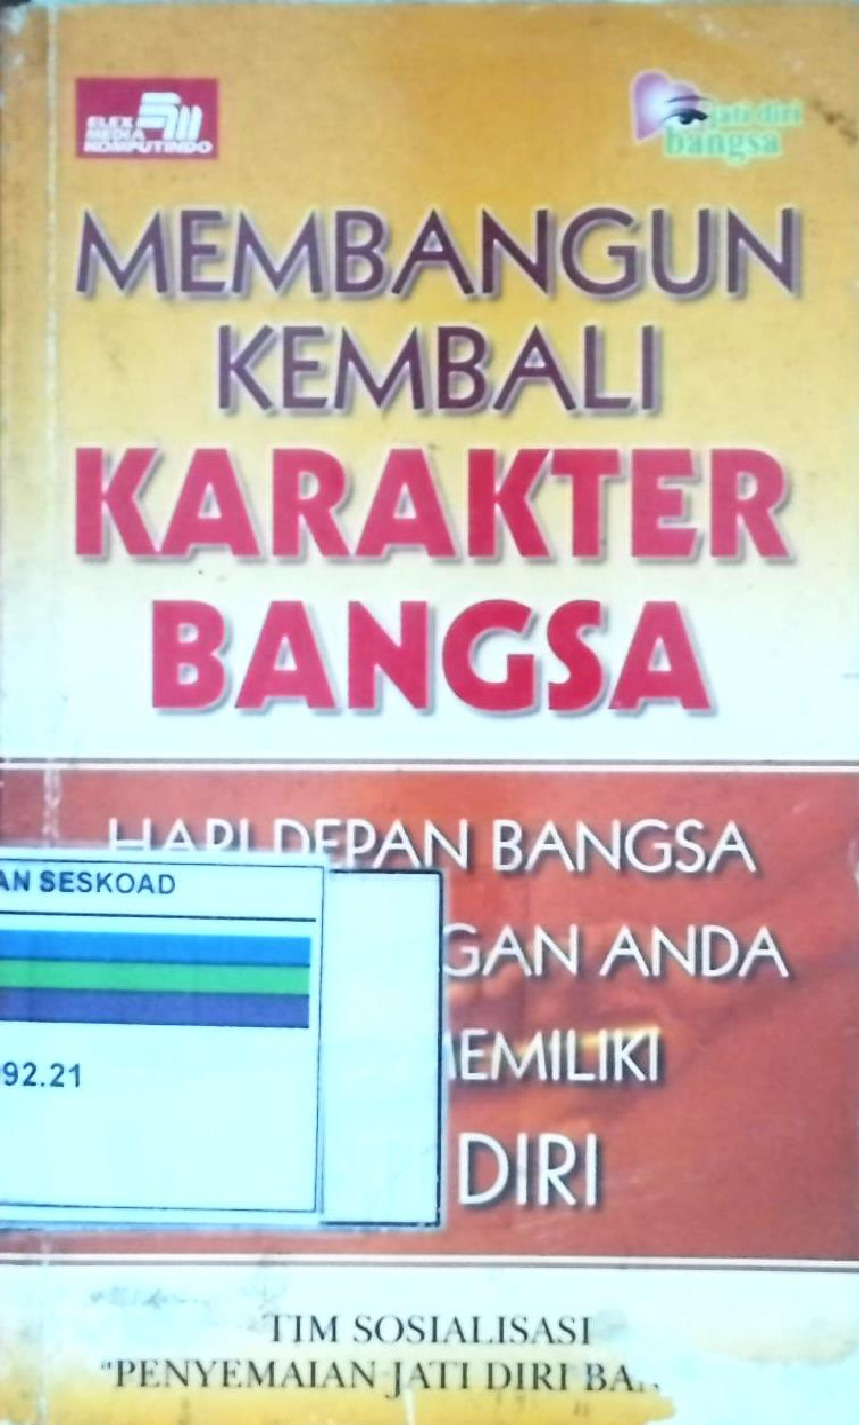 ELEX
MEDIA
KOMPUTINDO
jati diri
bangsa
MEMBANGUN
KEMBALI
KARAKTER
BANGSA
HARI DEPAN BANGSA
GAN ANDA
MEMILIKI
DIRI
AN SESKOAD
92.21
TIM SOSIALISASI
"PENYEMAIAN JATI DIRI BA